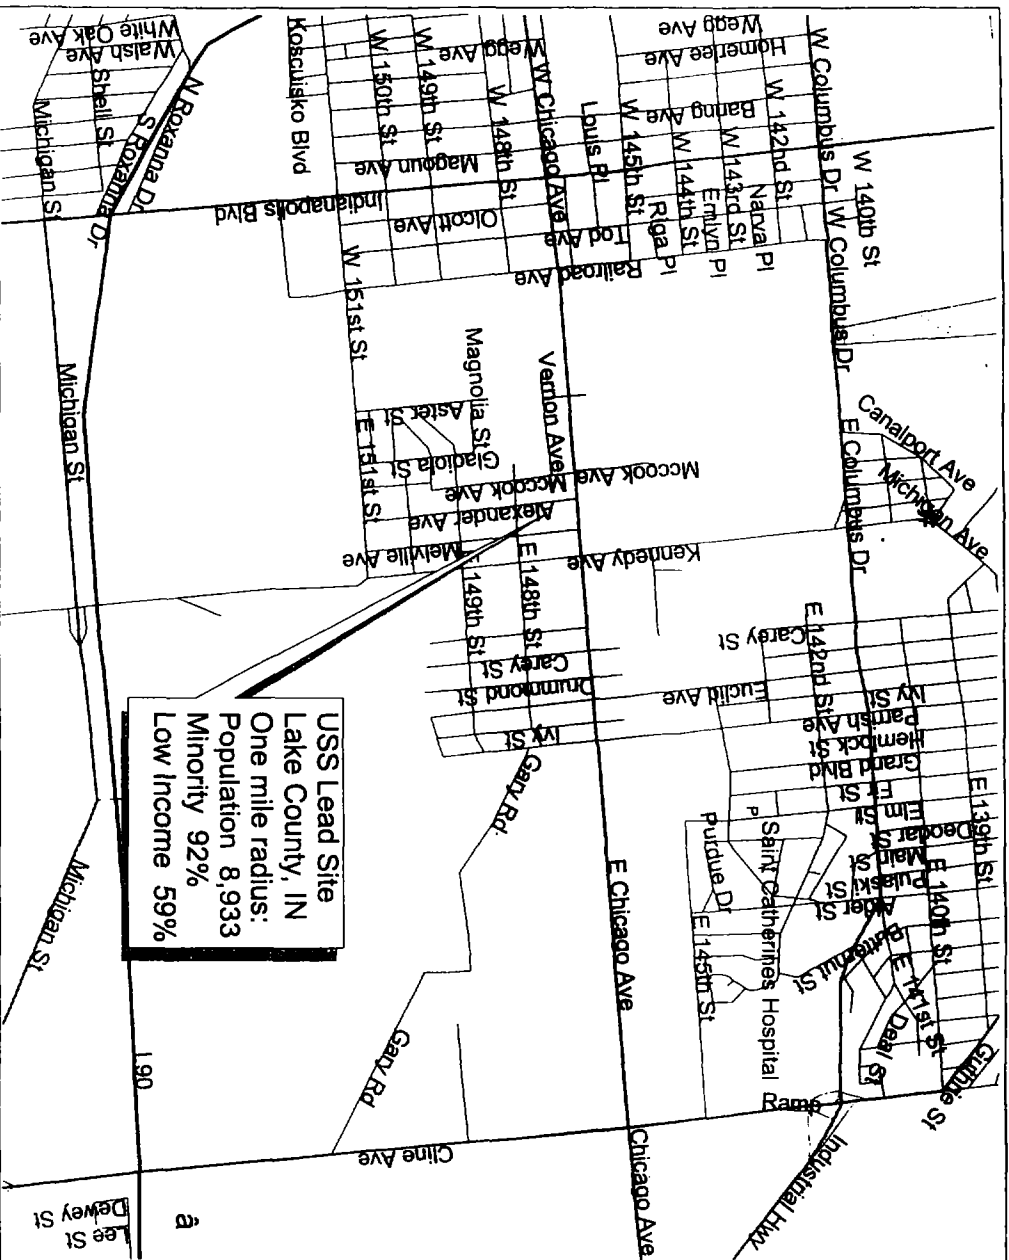 White Oak Ave
Walsh Ave
Shell St
Michigan St
S Roxanna Dr
N Roxana Dr
Kosciusko Blvd
W 150th St
W 149th St
Wegg Ave
W 148th St
W Chicago Ave
Magoun Ave
Indianapolis Blvd
Olcott Ave
Louis Pl
Tod Ave
Railroad Ave
Wegg Ave
Homerlee Ave
Baring Ave
W 145th St
W 144th St
W 143rd St
W 142nd St
Riga Pl
Emlyn Pl
Narva Pl
W Columbus Dr
W Columbus Dr
W 140th St
W 151st St
Michigan St
Magnolia St
Vernon Ave
Aster St
Gladiola St
E 151st St
Mccook Ave
Mccook Ave
Alexander Ave
Melville Ave
E 149th St
E 148th St
Kennedy Ave
Canalport Ave
Michigan Ave
E Columbus Dr
Carey St
Drummond St
Ivy St
Carey St
E 142nd St
Euclid Ave
Ivy St
Parrish Ave
Hemlock St
Grand Blvd
Fir St
Elm St
Deodar St
Main St
Pulaski St
Alder St
Butternut St
E 139th St
E 140th St
E 141st St
Deal St
Guthrie St
Gary Rd
Purdue Dr
P
Saint Catherines Hospital
E 145th St
E Chicago Ave
USS Lead Site
Lake County, IN
One mile radius:
Population 8,933
Minority 92%
Low Income 59%
Michigan St
Gary Rd
I 90
Ramp
Industrial Hwy
Cline Ave
Chicago Ave
Dewey St
Lee St
â